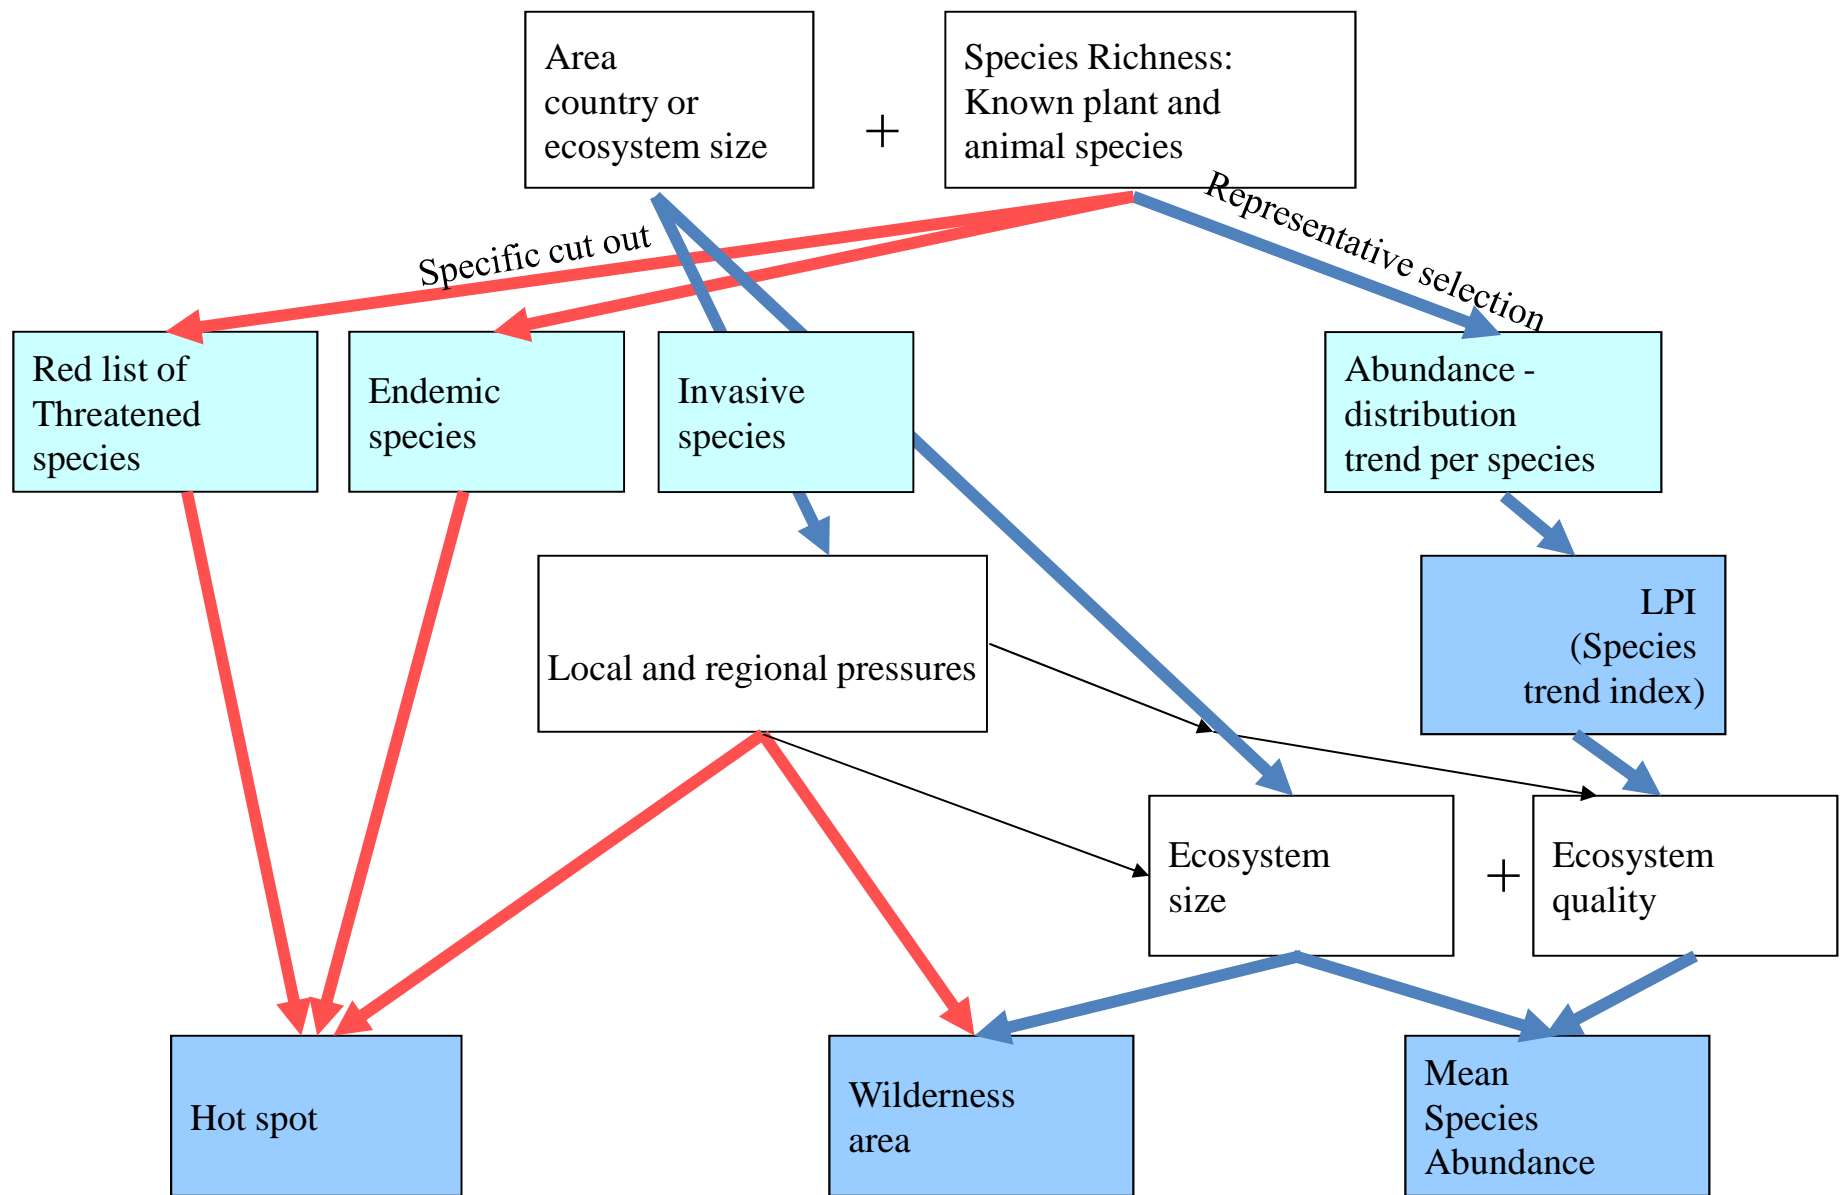 Area
country or
ecosystem size
+
Species Richness:
Known plant and
animal species
Specific cut out
Representative selection
Red list of
Threatened
species
Endemic
species
Invasive
species
Abundance -
distribution
trend per species
Local and regional pressures
LPI
(Species
trend index)
Ecosystem
size
+
Ecosystem
quality
Hot spot
Wilderness
area
Mean
Species
Abundance